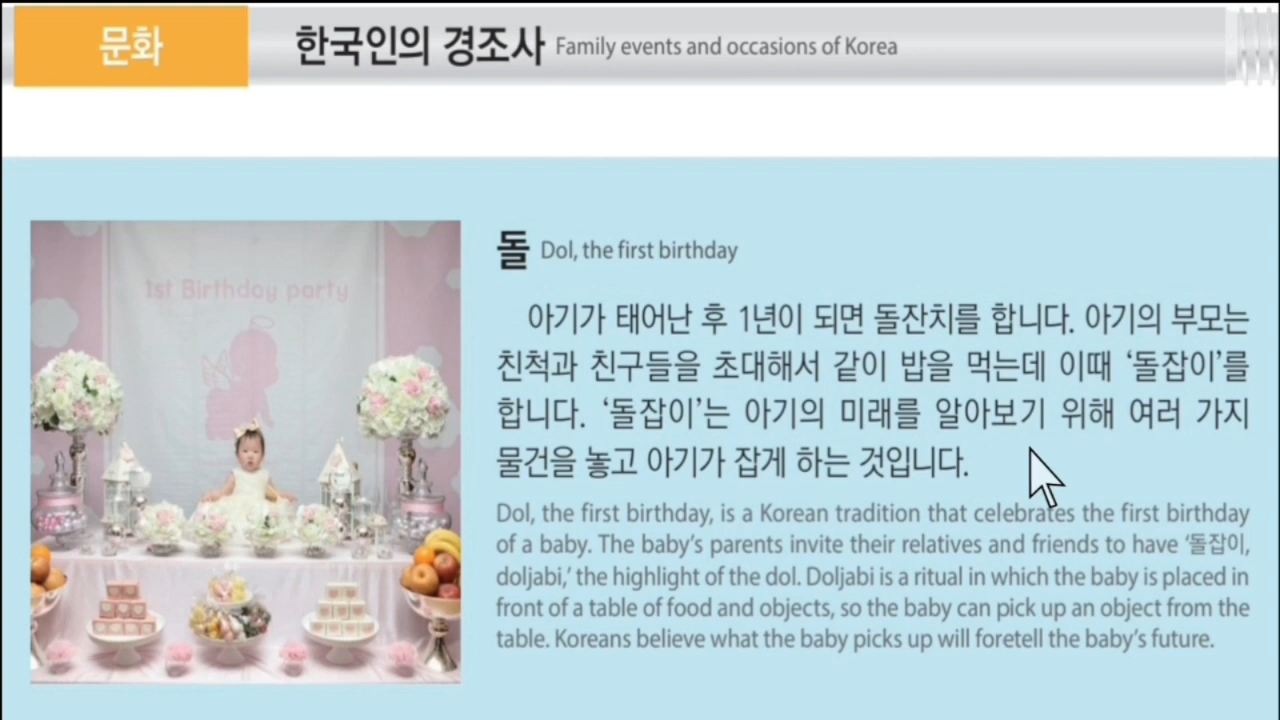 문화
한국인의 경조사 Family events and occasions of Korea
1st Birthday party
돌 Dol, the first birthday
아기가 태어난 후 1년이 되면 돌잔치를 합니다. 아기의 부모는
친척과 친구들을 초대해서 같이 밥을 먹는데 이때 ‘돌잡이’를
합니다. ‘돌잡이’는 아기의 미래를 알아보기 위해 여러 가지
물건을 놓고 아기가 잡게 하는 것입니다.
Dol, the first birthday, is a Korean tradition that celebrates the first birthday
of a baby. The baby’s parents invite their relatives and friends to have ‘돌잡이,
doljabi,’ the highlight of the dol. Doljabi is a ritual in which the baby is placed in
front of a table of food and objects, so the baby can pick up an object from the
table. Koreans believe what the baby picks up will foretell the baby’s future.